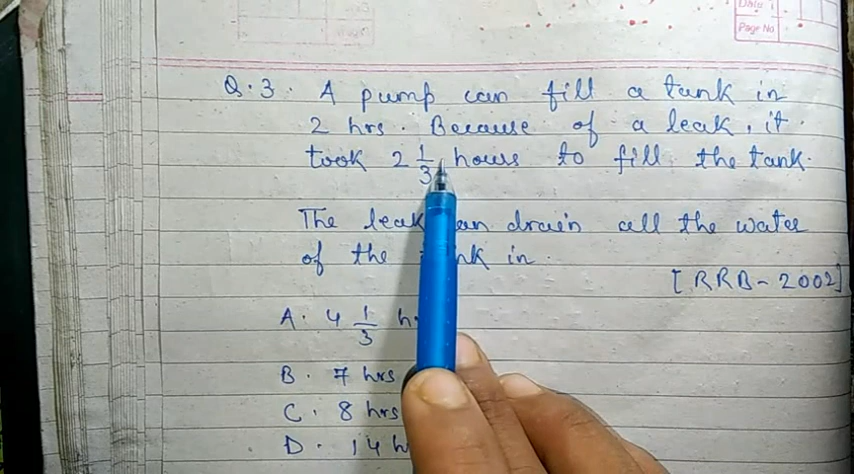 Page No
Q.3. A pump can fill a tank in
2 hrs. Because of a leak, it
took 2 1/3 hours to fill the tank.
The leak drain all the water
of the in.
[RRB-2002]
A. 4 1/3
B. 7 hrs
C. 8 hrs
D. 14